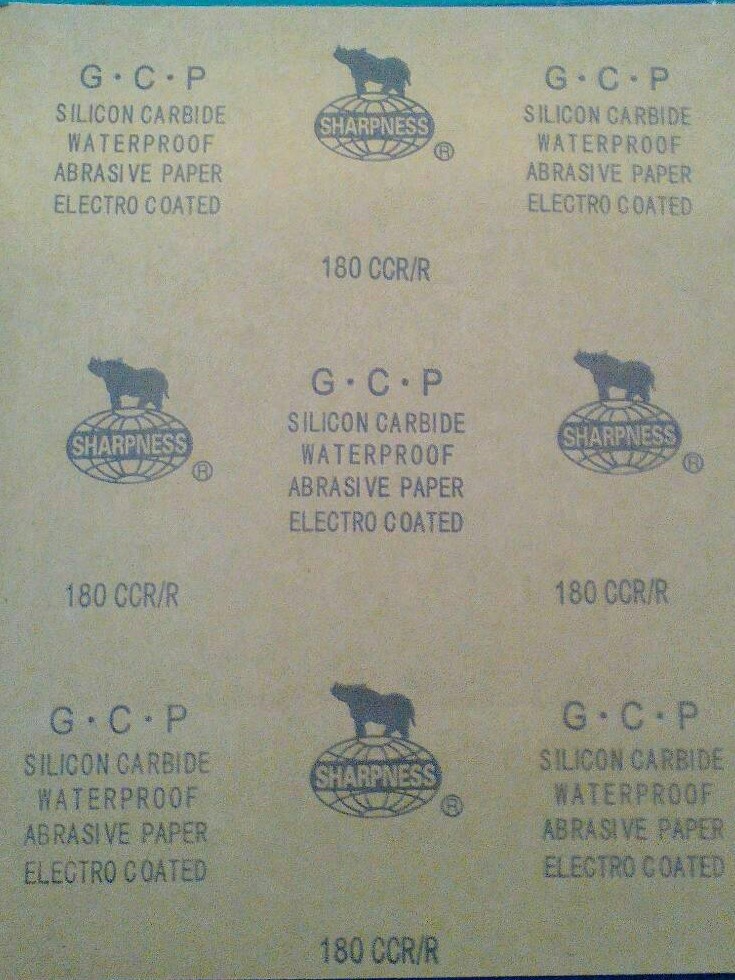 G·C·P
SILICON CARBIDE
WATERPROOF
ABRASIVE PAPER
ELECTRO COATED
SHARPNESS
®
G·C·P
SILICON CARBIDE
WATERPROOF
ABRASIVE PAPER
ELECTRO COATED
180 CCR/R
SHARPNESS
®
G·C·P
SILICON CARBIDE
WATERPROOF
ABRASIVE PAPER
ELECTRO COATED
SHARPNESS
®
180 CCR/R
180 CCR/R
G·C·P
SILICON CARBIDE
WATERPROOF
ABRASIVE PAPER
ELECTRO COATED
SHARPNESS
®
G·C·P
SILICON CARBIDE
WATERPROOF
ABRASIVE PAPER
ELECTRO COATED
180 CCR/R